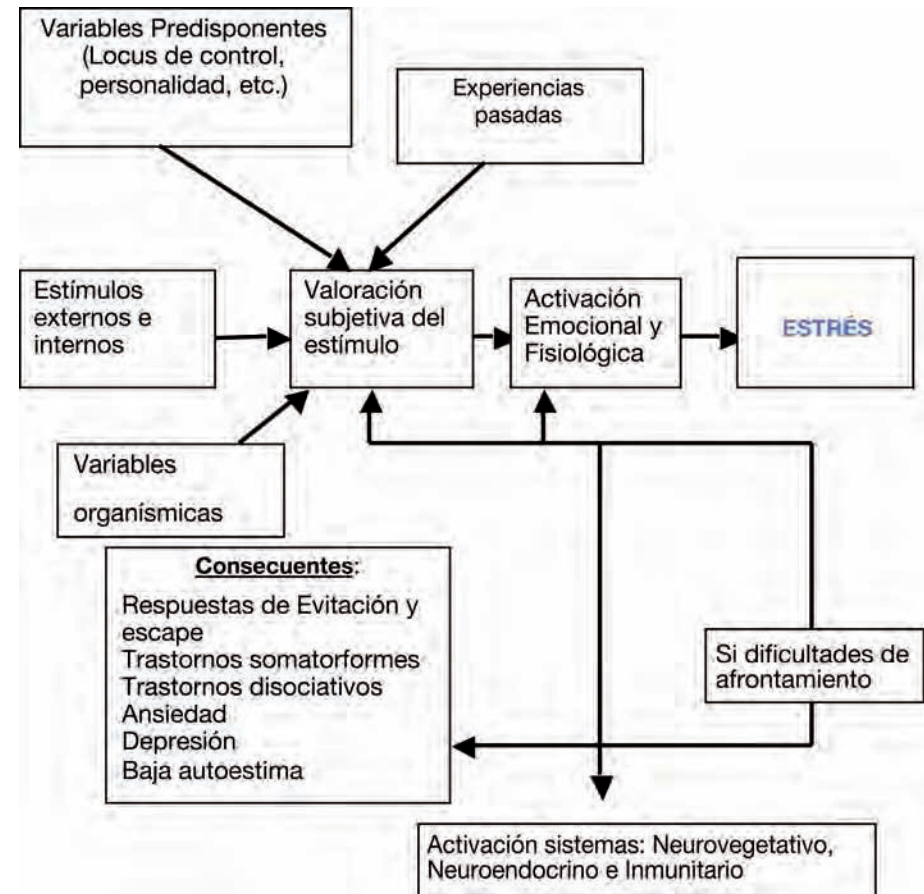 Variables Predisponentes
(Locus de control,
personalidad, etc.)
Experiencias
pasadas
Estímulos
externos e
internos
Valoración
subjetiva del
estímulo
Activación
Emocional y
Fisiológica
ESTRÉS
Variables
organísmicas
Consecuentes:
Respuestas de Evitación y
escape
Trastornos somatorformes
Trastornos disociativos
Ansiedad
Depresión
Baja autoestima
Si dificultades de
afrontamiento
Activación sistemas: Neurovegetativo,
Neuroendocrino e Inmunitario